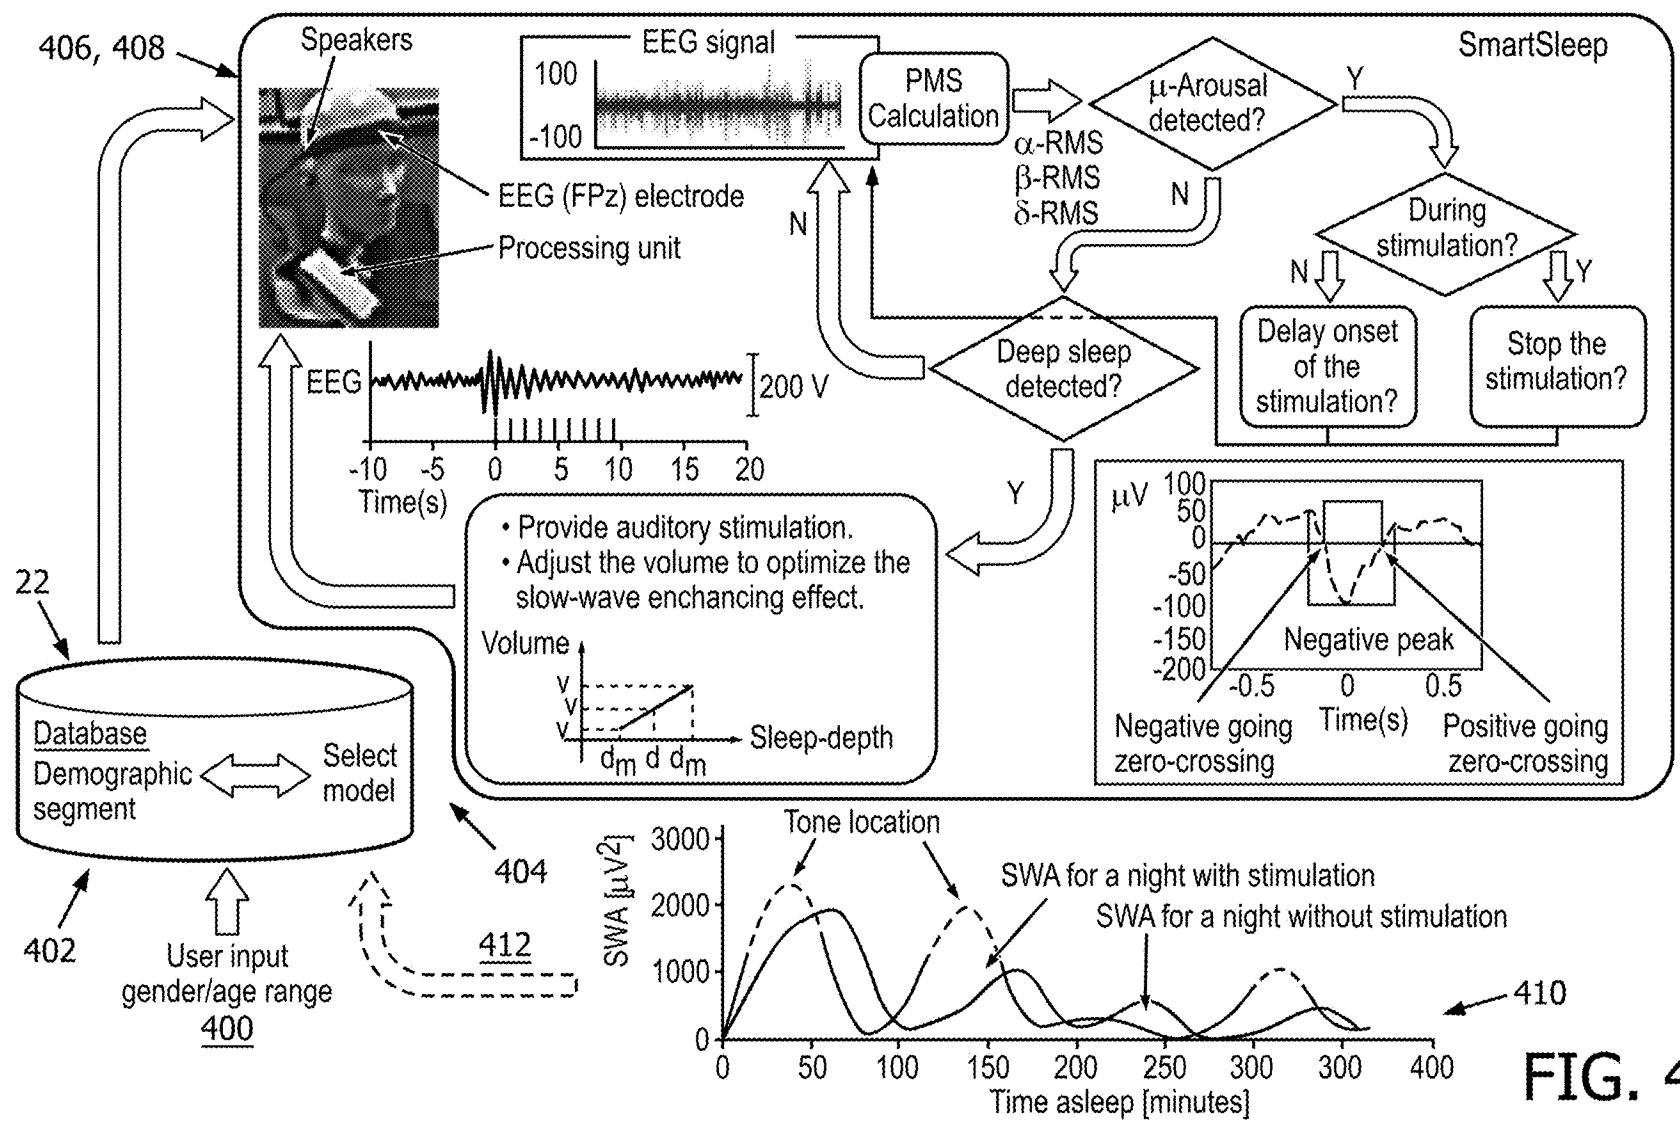 406, 408
Speakers
EEG signal
SmartSleep
100
-100
PMS
Calculation
μ-Arousal
detected?
Y
α-RMS
β-RMS
δ-RMS
N
EEG (FPz) electrode
Processing unit
N
During
stimulation?
N
Y
Deep sleep
detected?
Delay onset
of the
stimulation?
Stop the
stimulation?
EEG
200 V
-10
-5
0
5
10
15
20
Time(s)
Y
• Provide auditory stimulation.
• Adjust the volume to optimize the
slow-wave enchancing effect.
Volume
V
V
V
Sleep-depth
dm d dm
μV
100
50
0
-50
-100
-150
-200
Negative peak
-0.5
0
0.5
Time(s)
Negative going
zero-crossing
Positive going
zero-crossing
22
Database
Demographic
segment
Select
model
404
402
User input
gender/age range
400
412
Tone location
SWA [μV2]
3000
2000
1000
0
SWA for a night with stimulation
SWA for a night without stimulation
410
0
50
100
150
200
250
300
300
400
Time asleep [minutes]
FIG. 4